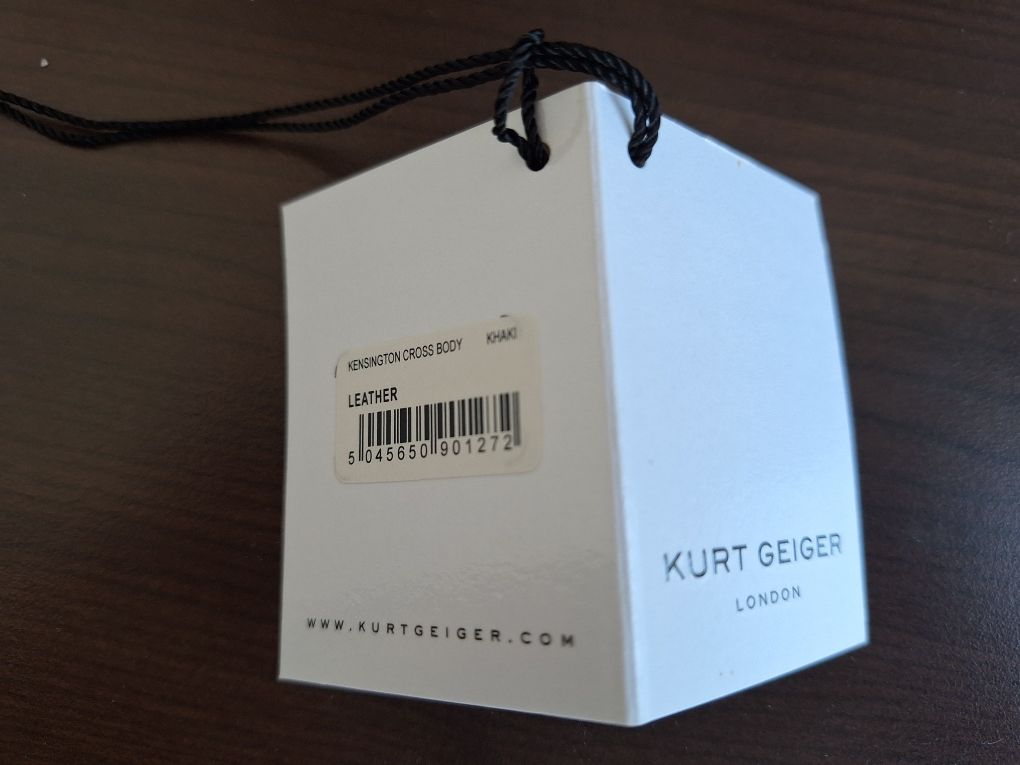 KENSINGTON CROSS BODY KHAKI
LEATHER
5 045650 901272
WWW.KURTGEIGER.COM
KURT GEIGER
LONDON